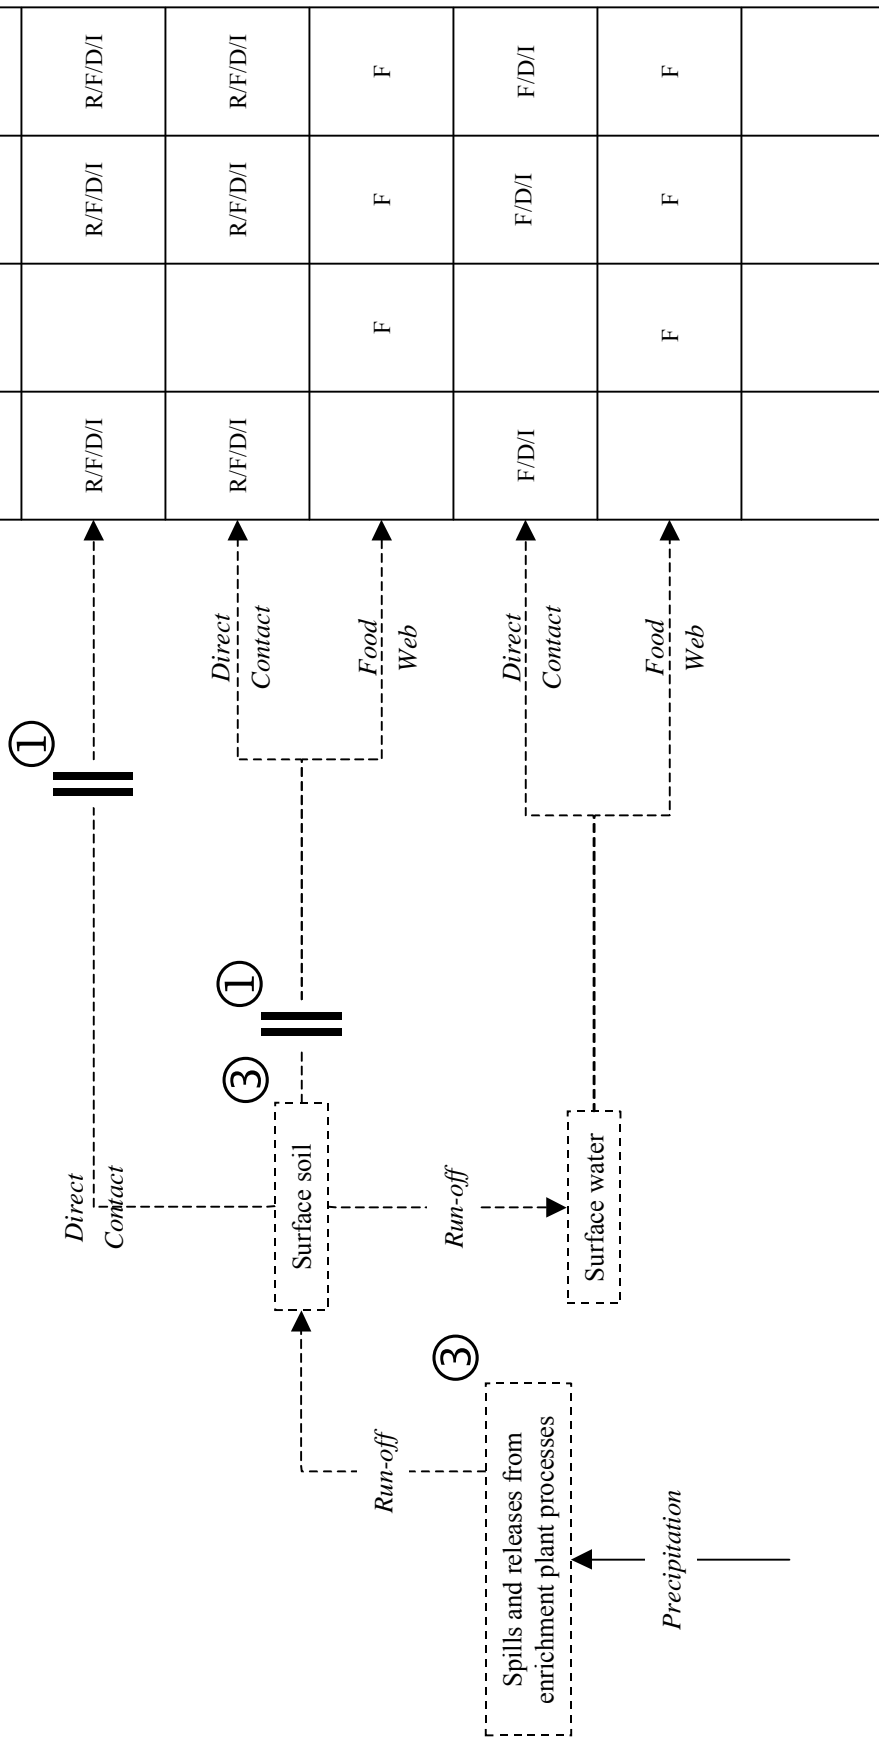 ①
Direct
Contact
R/F/D/I
R/F/D/I
R/F/D/I
③
①
Direct
Contact
R/F/D/I
R/F/D/I
R/F/D/I
Surface soil
Food
Web
F
F
F
Run-off
③
Run-off
Spills and releases from
enrichment plant processes
Direct
Contact
F/D/I
F/D/I
F/D/I
Surface water
Food
Web
F
F
F
Precipitation